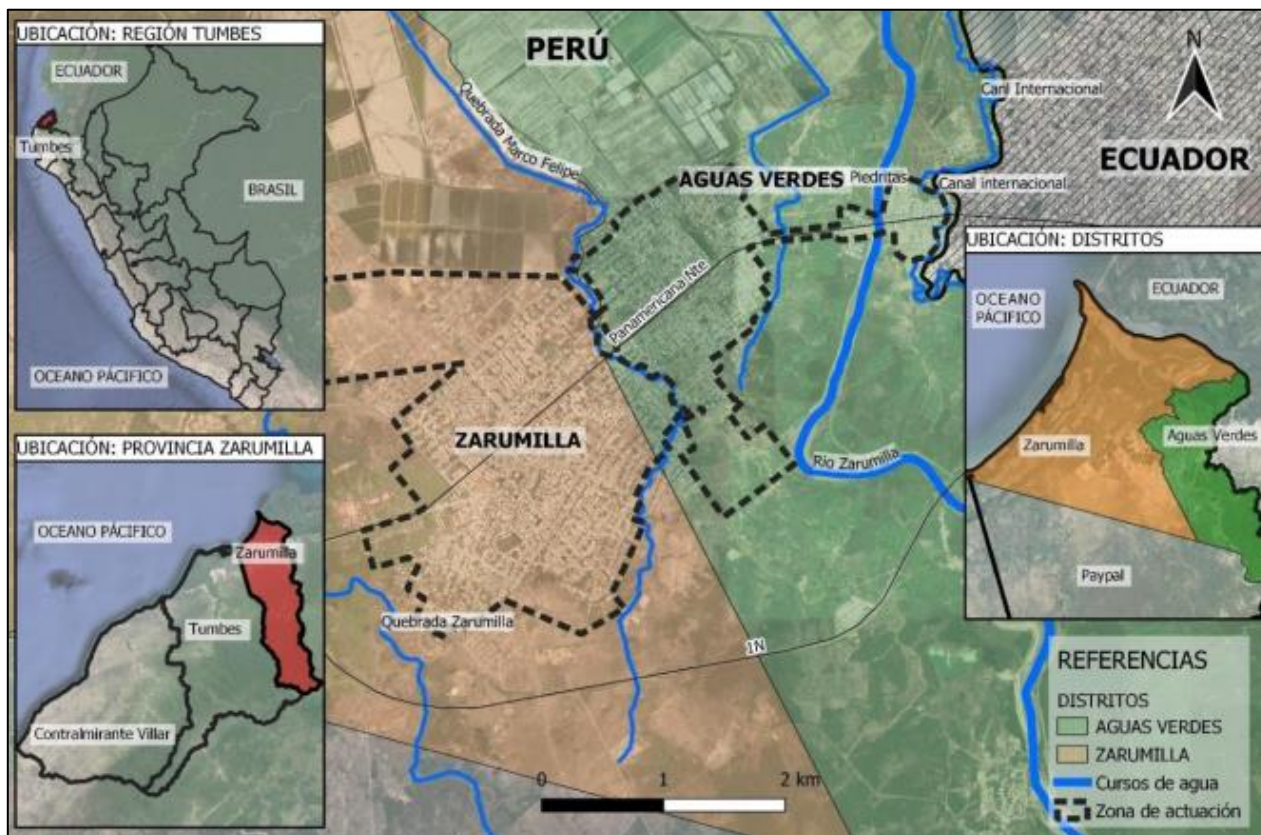 UBICACIÓN: REGIÓN TUMBES
ECUADOR
Tumbes
BRASIL
OCEANO PÁCIFICO
UBICACIÓN: PROVINCIA ZARUMILLA
OCEANO PÁCIFICO
Zarumilla
Tumbes
Contralmirante Villar
PERÚ
N
Canl Internacional
Quebrada Marco Felipe
ECUADOR
AGUAS VERDES
Piedritas
Canal internacional
Panamericana Nte
ZARUMILLA
Río Zarumilla
Quebrada Zarumilla
1N
0 1 2 km
UBICACIÓN: DISTRITOS
ECUADOR
OCEANO
PÁCIFICO
Zarumilla
Aguas Verdes
Paypal
REFERENCIAS
DISTRITOS
AGUAS VERDES
ZARUMILLA
Cursos de agua
Zona de actuación